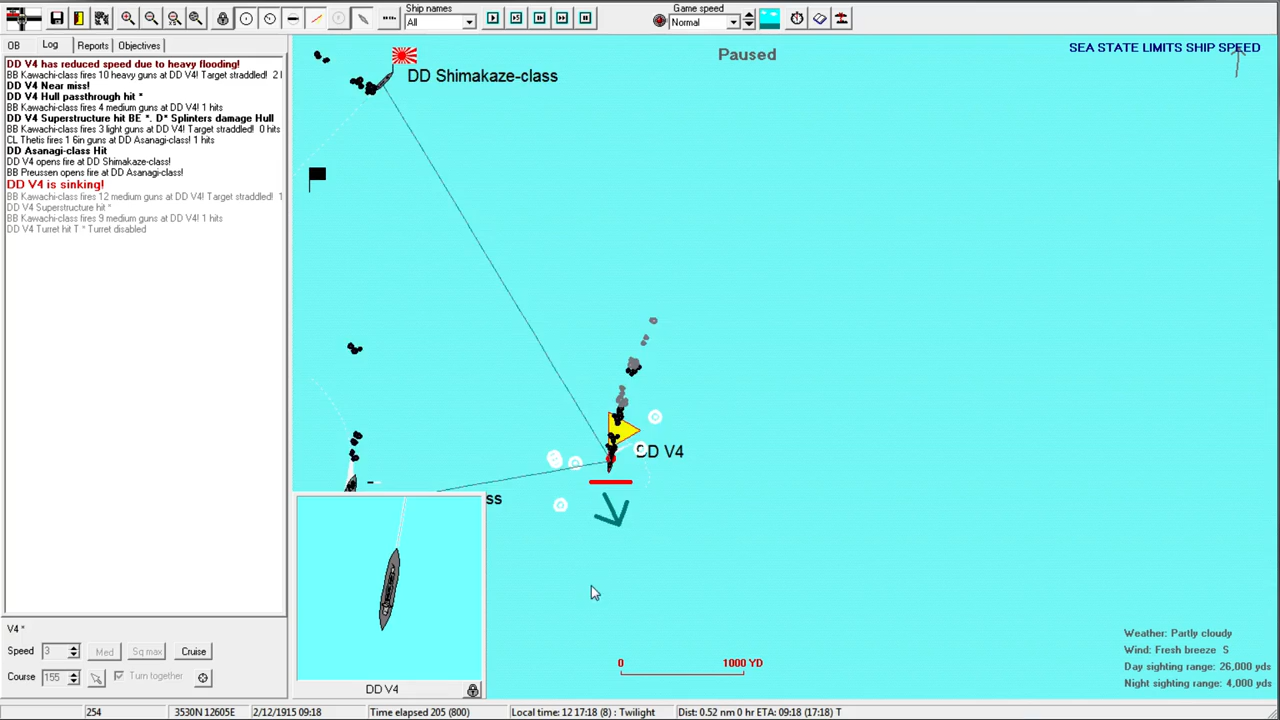 Ship names
Game speed
All
Normal
OB
Log
Reports
Objectives
DD V4 has reduced speed due to heavy flooding!
BB Kawachi-class fires 10 heavy guns at DD V4! Target straddled!
DD V4 Near miss!
DD V4 Hull passthrough hit *
BB Kawachi-class fires 4 medium guns at DD V4! 1 hits
DD V4 Superstructure hit BE *. D* Splinters damage Hull
BB Kawachi-class fires 3 light guns at DD V4! Target straddled! 0 hits
CL Thetis fires 1 6in guns at DD Asanagi-class! 1 hits
DD Asanagi-class Hit
DD V4 opens fire at DD Shimakaze-class!
BB Preussen opens fire at DD Asanagi-class!
DD V4 is sinking!
BB Kawachi-class fires 12 medium guns at DD V4! Target straddled! 1
DD V4 Superstructure hit *
BB Kawachi-class fires 9 medium guns at DD V4! 1 hits
DD V4 Turret hit T * Turret disabled
Paused
SEA STATE LIMITS SHIP SPEED
DD Shimakaze-class
DD V4
ss
V4 *
Speed 3 Med Sq max Cruise
Course 155 Turn together
DD V4
0 1000 YD
Weather: Partly cloudy
Wind: Fresh breeze S
Day sighting range: 26,000 yds
Night sighting range: 4,000 yds
254
3530N 12605E
2/12/1915 09:18
Time elapsed 205 (800)
Local time: 12 17:18 (8) : Twilight
Dist: 0.52 nm 0 hr ETA: 09:18 (17:18) T